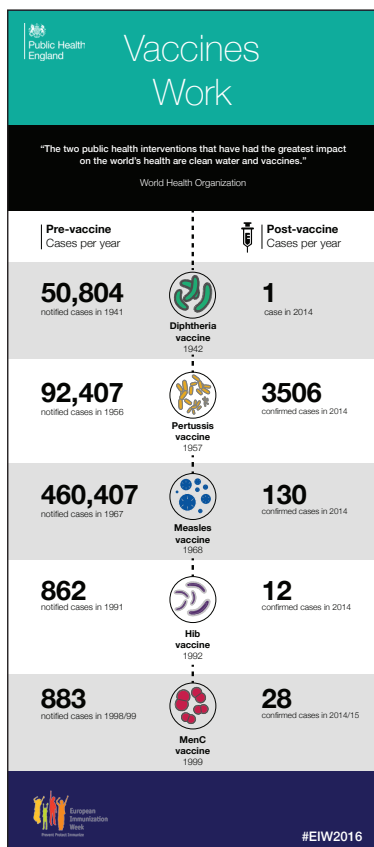 Public Health
England
Vaccines
Work
“The two public health interventions that have had the greatest impact
on the world’s health are clean water and vaccines.”
World Health Organization
Pre-vaccine
Cases per year
Post-vaccine
Cases per year
50,804
notified cases in 1941
Diphtheria
vaccine
1942
1
case in 2014
92,407
notified cases in 1956
Pertussis
vaccine
1957
3506
confirmed cases in 2014
460,407
notified cases in 1967
Measles
vaccine
1968
130
confirmed cases in 2014
862
notified cases in 1991
Hib
vaccine
1992
12
confirmed cases in 2014
883
notified cases in 1998/99
MenC
vaccine
1999
28
confirmed cases in 2014/15
European
Immunization
Week
Prevent Protect Immunize
#EIW2016